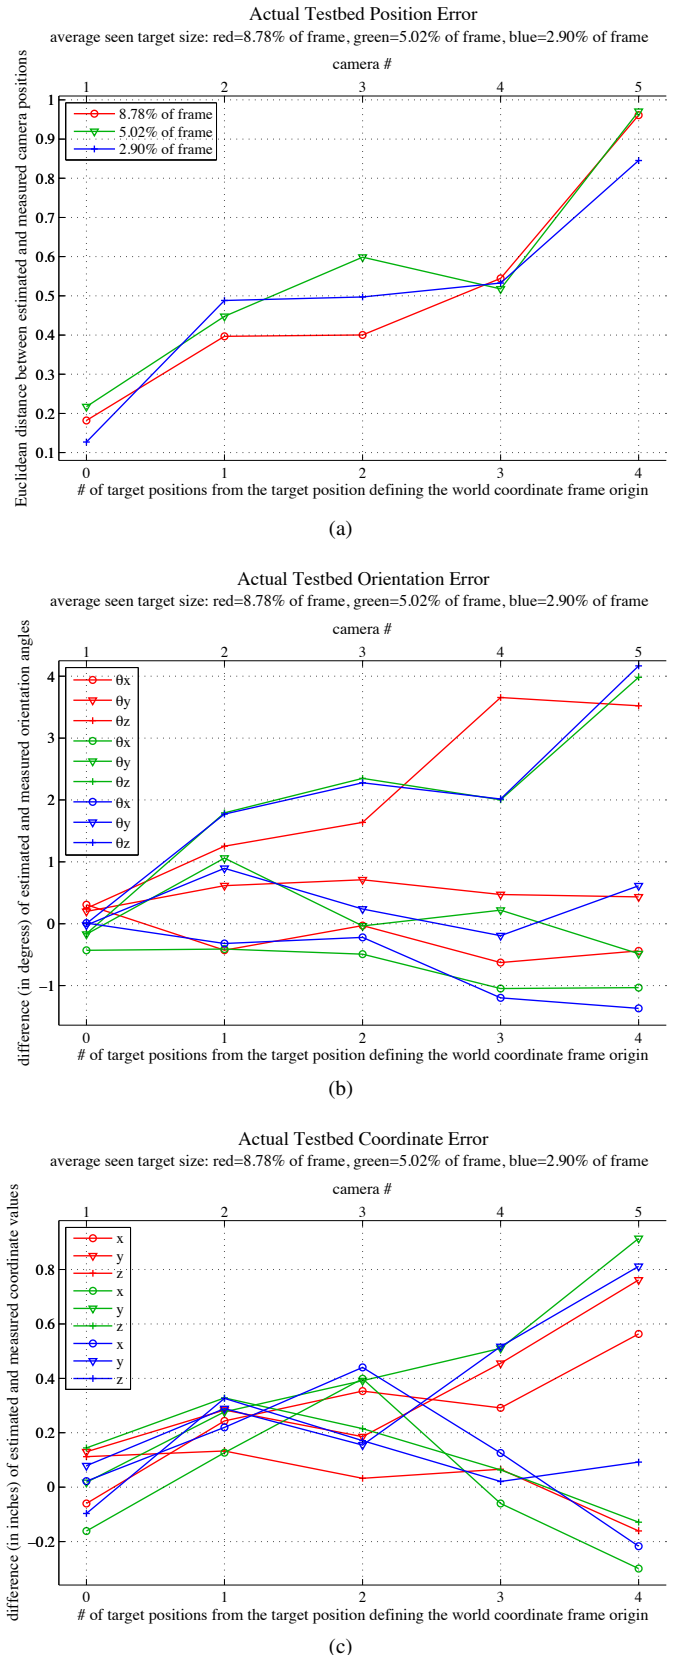 Actual Testbed Position Error
average seen target size: red=8.78% of frame, green=5.02% of frame, blue=2.90% of frame
camera #
1 2 3 4 5
Euclidean distance between estimated and measured camera positions
1
0.9
0.8
0.7
0.6
0.5
0.4
0.3
0.2
0.1
8.78% of frame
5.02% of frame
2.90% of frame
0 1 2 3 4
# of target positions from the target position defining the world coordinate frame origin
(a)
Actual Testbed Orientation Error
average seen target size: red=8.78% of frame, green=5.02% of frame, blue=2.90% of frame
camera #
1 2 3 4 5
difference (in degress) of estimated and measured orientation angles
4
3
2
1
0
−1
θx
θy
θz
θx
θy
θz
θx
θy
θz
0 1 2 3 4
# of target positions from the target position defining the world coordinate frame origin
(b)
Actual Testbed Coordinate Error
average seen target size: red=8.78% of frame, green=5.02% of frame, blue=2.90% of frame
camera #
1 2 3 4 5
difference (in inches) of estimated and measured coordinate values
0.8
0.6
0.4
0.2
0
−0.2
x
y
z
x
y
z
x
y
z
0 1 2 3 4
# of target positions from the target position defining the world coordinate frame origin
(c)